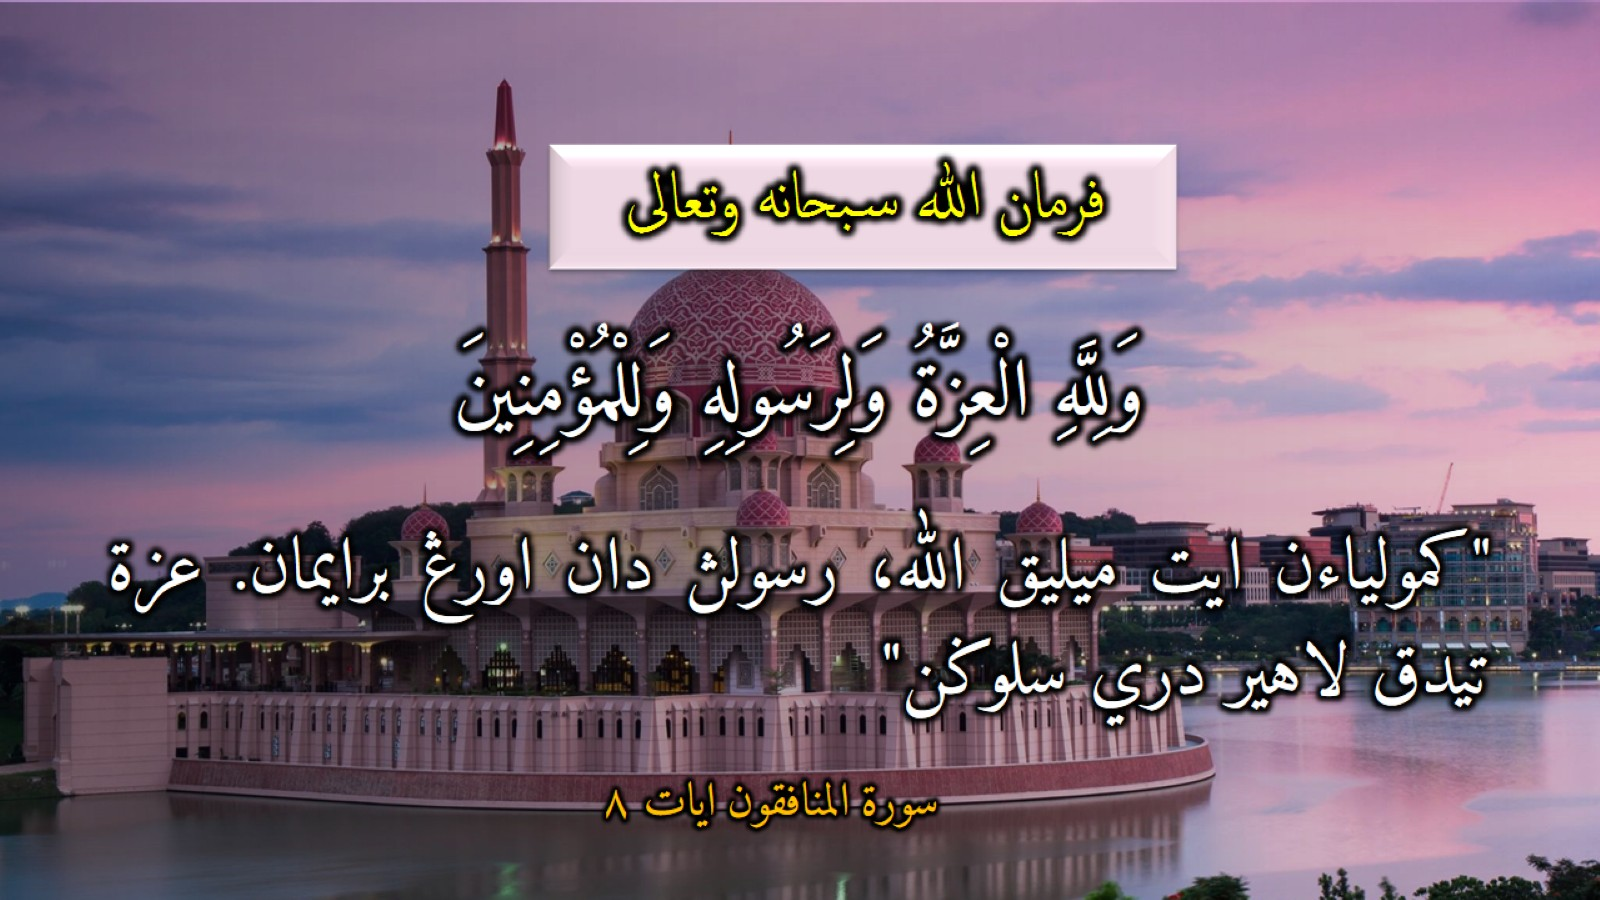 فرمان الله سبحانه وتعالى
وَلِلَّهِ الْعِزَّةُ وَلِرَسُولِهِ وَلِلْمُؤْمِنِينَ
"كمولياءن ايت ميليق الله، رسولڽ دان اورڠ برايمان. عزة
تيدق لاهير دري سلوݢن"
سورة المنافقون ايات ٨